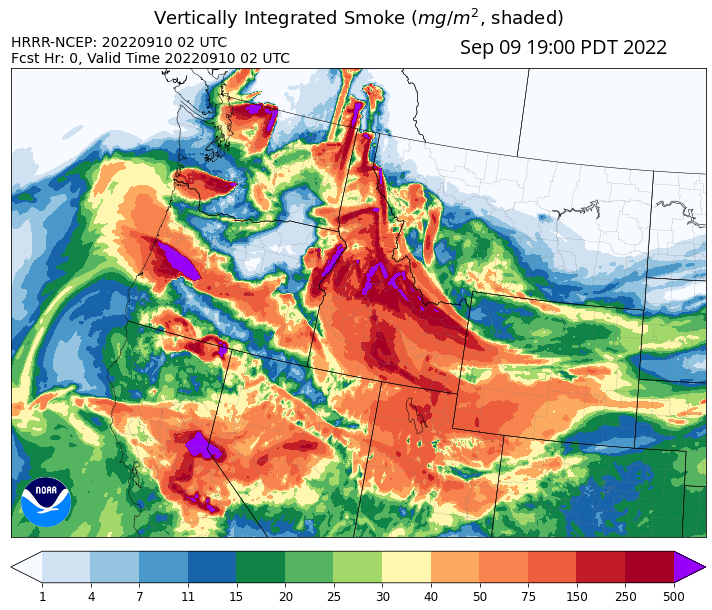 Vertically Integrated Smoke (mg/m², shaded)
HRRR-NCEP: 20220910 02 UTC
Fcst Hr: 0, Valid Time 20220910 02 UTC
Sep 09 19:00 PDT 2022
NOAA
1 4 7 11 15 20 25 30 40 50 75 150 250 500